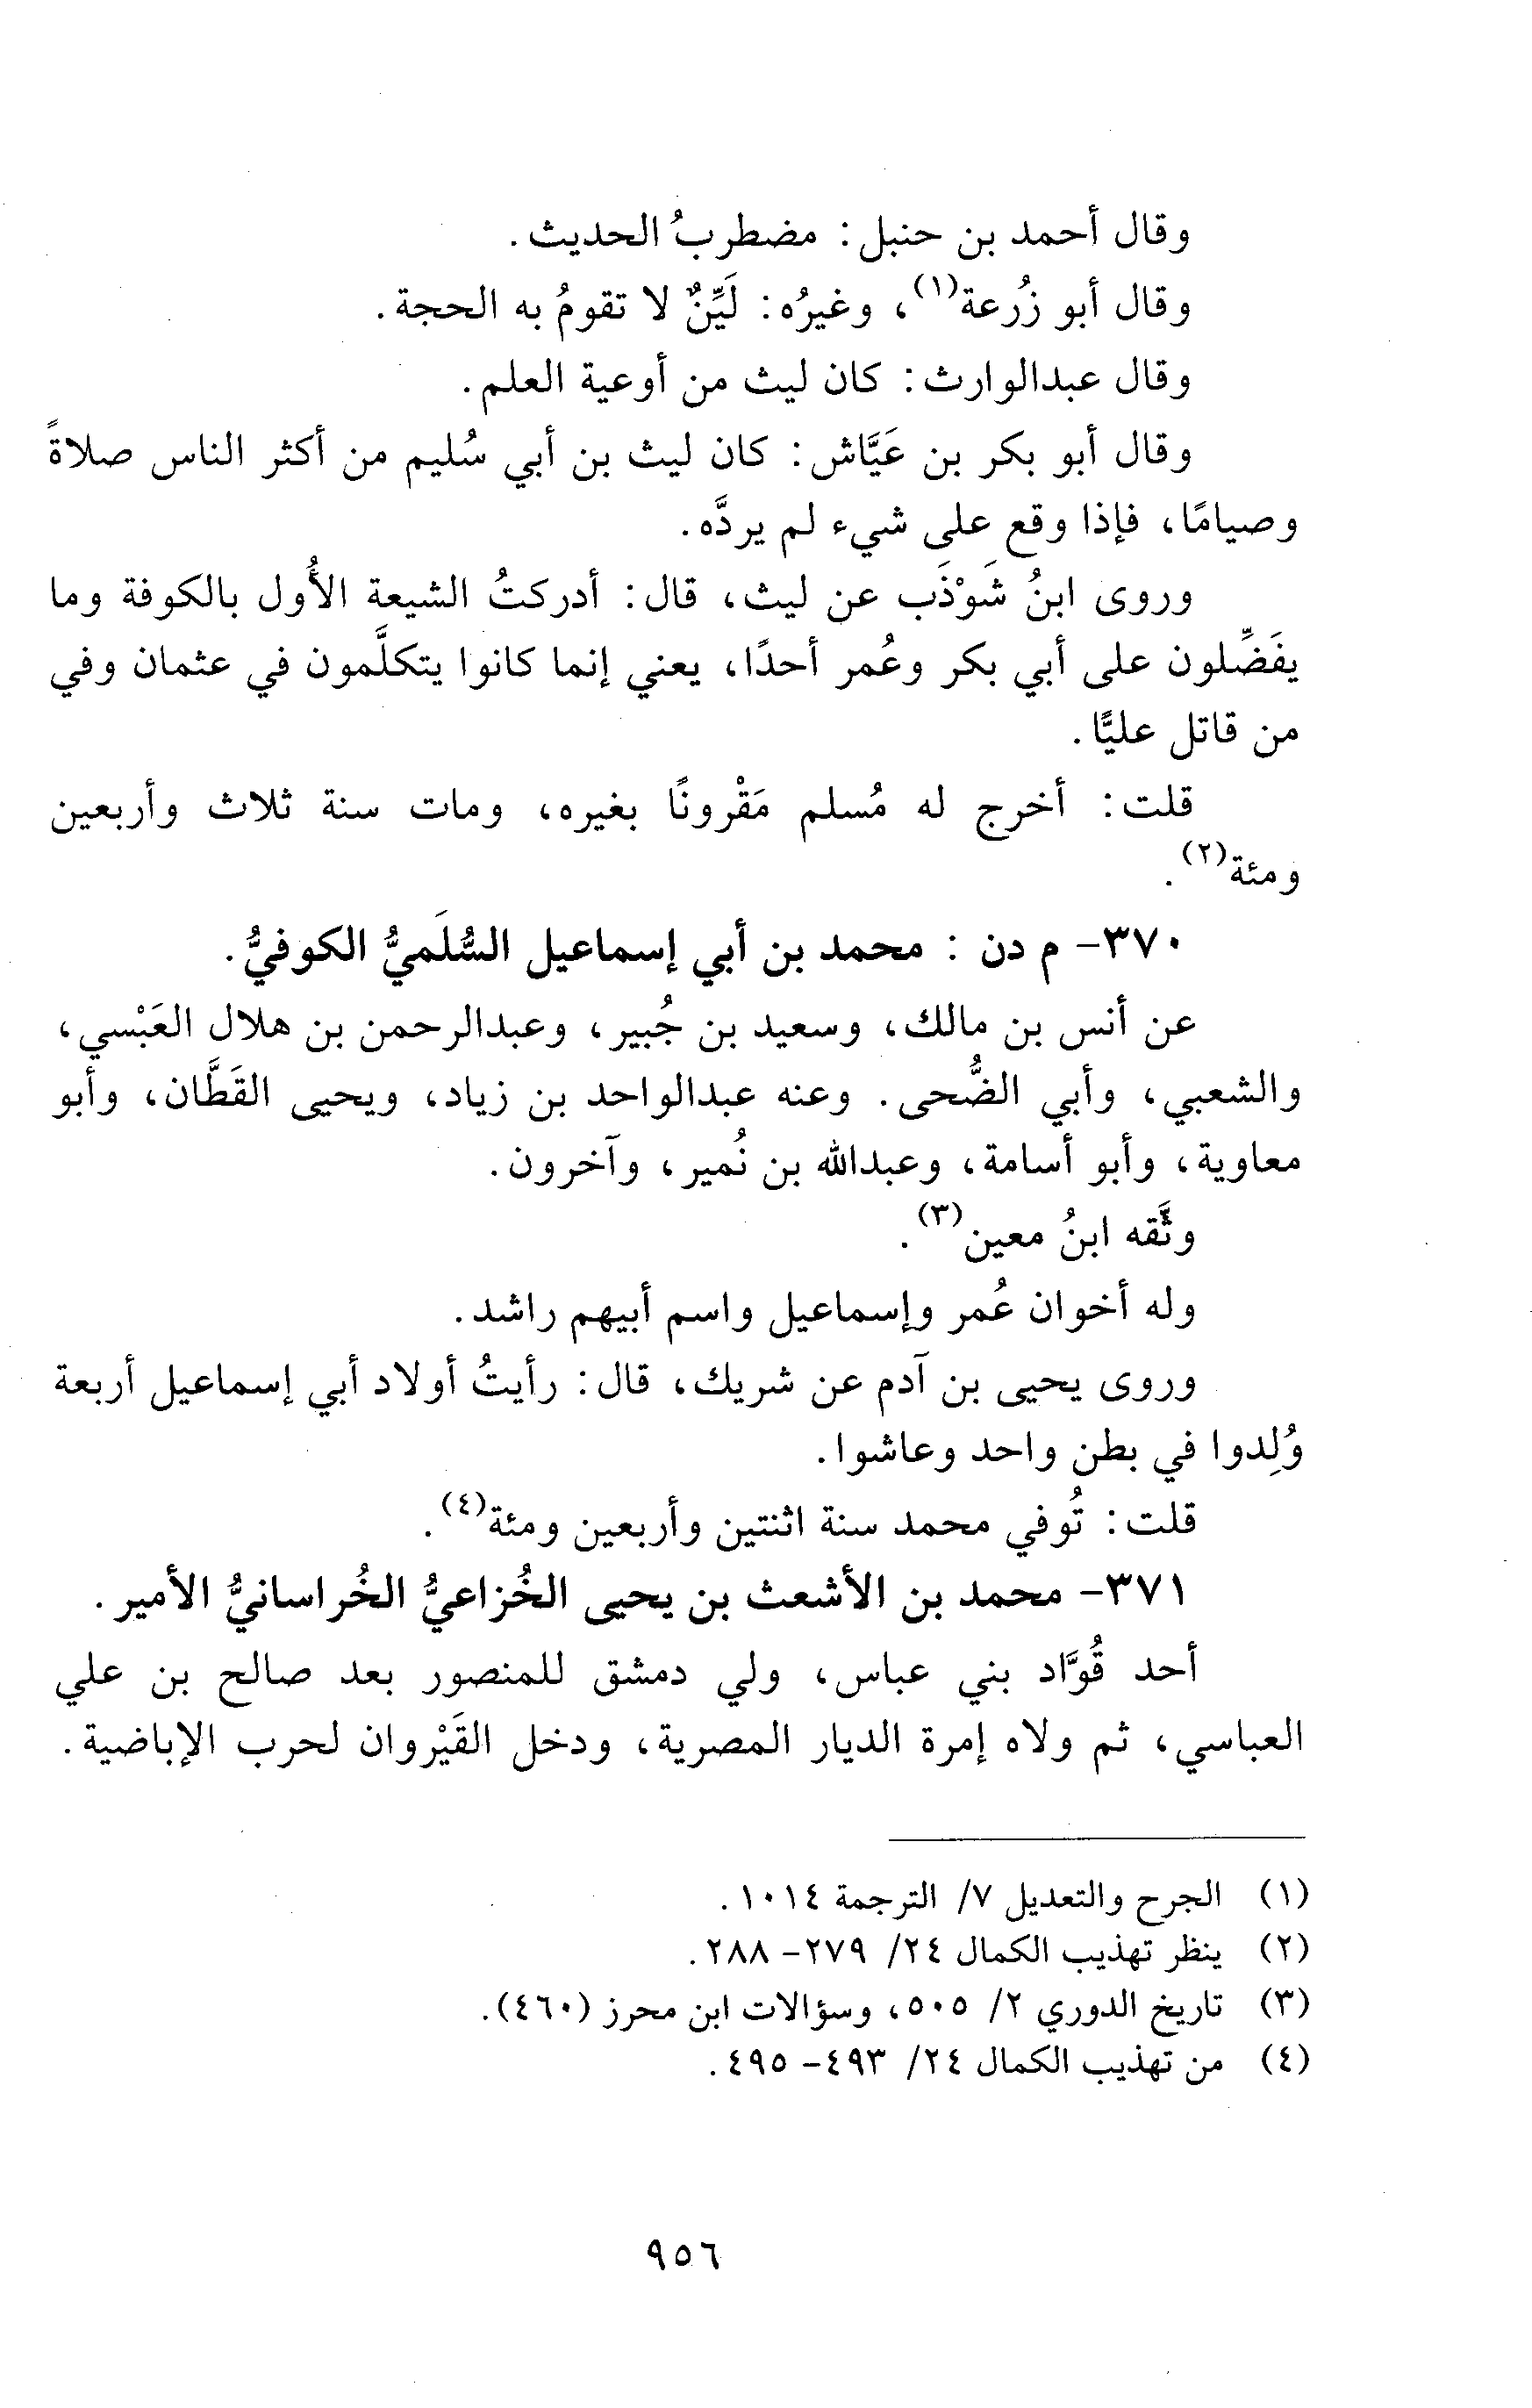 وقال أحمد بن حنبل : مضطربُ الحديث .
وقال أبو زُرعة(١)، وغيرُه: لَيِّنٌ لا تقومُ به الحجة.
وقال عبدالوارث: كان ليث من أوعية العلم.
وقال أبو بكر بن عَيَّاش: كان ليث بن أبي سُليم من أكثر الناس صلاةً
وصيامًا، فإذا وقع على شيء لم يردَّه.
وروى ابنُ شَوْذَب عن ليث، قال: أدركتُ الشيعة الأُول بالكوفة وما
يفَضِّلون على أبي بكر وعُمر أحدًا، يعني إنما كانوا يتكلَّمون في عثمان وفي
من قاتل عليًّا.
قلت: أخرج له مُسلم مَقْرونًا بغيره، ومات سنة ثلاث وأربعين
ومئة(٢).
٣٧٠- م دن : محمد بن أبي إسماعيل السُّلَميُّ الكوفيُّ.
عن أنس بن مالك، وسعيد بن جُبير، وعبدالرحمن بن هلال العَبْسي،
والشعبي، وأبي الضُّحى. وعنه عبدالواحد بن زياد، ويحيى القَطَّان، وأبو
معاوية، وأبو أسامة، وعبدالله بن نُمير، وآخرون.
وثَّقه ابنُ معين(٣).
وله أخوان عُمر وإسماعيل واسم أبيهم راشد.
وروى يحيى بن آدم عن شريك، قال: رأيتُ أولاد أبي إسماعيل أربعة
وُلِدوا في بطن واحد وعاشوا.
قلت: تُوفي محمد سنة اثنتين وأربعين ومئة(٤).
٣٧١- محمد بن الأشعث بن يحيى الخُزاعيُّ الخُراسانيُّ الأمير.
أحد قُوَّاد بني عباس، ولي دمشق للمنصور بعد صالح بن علي
العباسي، ثم ولاه إمرة الديار المصرية، ودخل القَيْروان لحرب الإباضية.
(١) الجرح والتعديل ٧/ الترجمة ١٠١٤.
(٢) ينظر تهذيب الكمال ٢٤/ ٢٧٩- ٢٨٨.
(٣) تاريخ الدوري ٢/ ٥٠٥، وسؤالات ابن محرز (٤٦٠).
(٤) من تهذيب الكمال ٢٤/ ٤٩٣- ٤٩٥.
٩٥٦